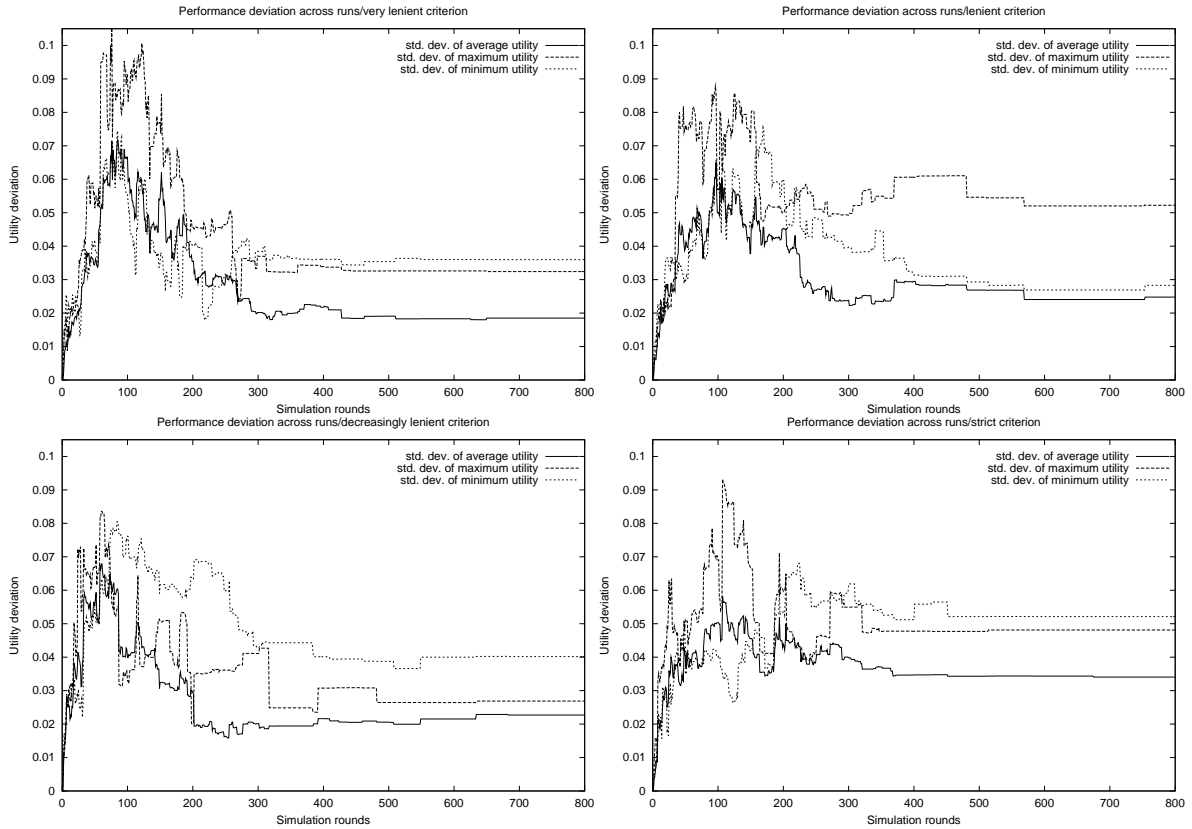 Performance deviation across runs/very lenient criterion
0.1
0.09
0.08
0.07
0.06
0.05
0.04
0.03
0.02
0.01
0
Utility deviation
std. dev. of average utility
std. dev. of maximum utility
std. dev. of minimum utility
0 100 200 300 400 500 600 700 800
Simulation rounds
Performance deviation across runs/lenient criterion
0.1
0.09
0.08
0.07
0.06
0.05
0.04
0.03
0.02
0.01
0
Utility deviation
std. dev. of average utility
std. dev. of maximum utility
std. dev. of minimum utility
0 100 200 300 400 500 600 700 800
Simulation rounds
Performance deviation across runs/decreasingly lenient criterion
0.1
0.09
0.08
0.07
0.06
0.05
0.04
0.03
0.02
0.01
0
Utility deviation
std. dev. of average utility
std. dev. of maximum utility
std. dev. of minimum utility
0 100 200 300 400 500 600 700 800
Simulation rounds
Performance deviation across runs/strict criterion
0.1
0.09
0.08
0.07
0.06
0.05
0.04
0.03
0.02
0.01
0
Utility deviation
std. dev. of average utility
std. dev. of maximum utility
std. dev. of minimum utility
0 100 200 300 400 500 600 700 800
Simulation rounds